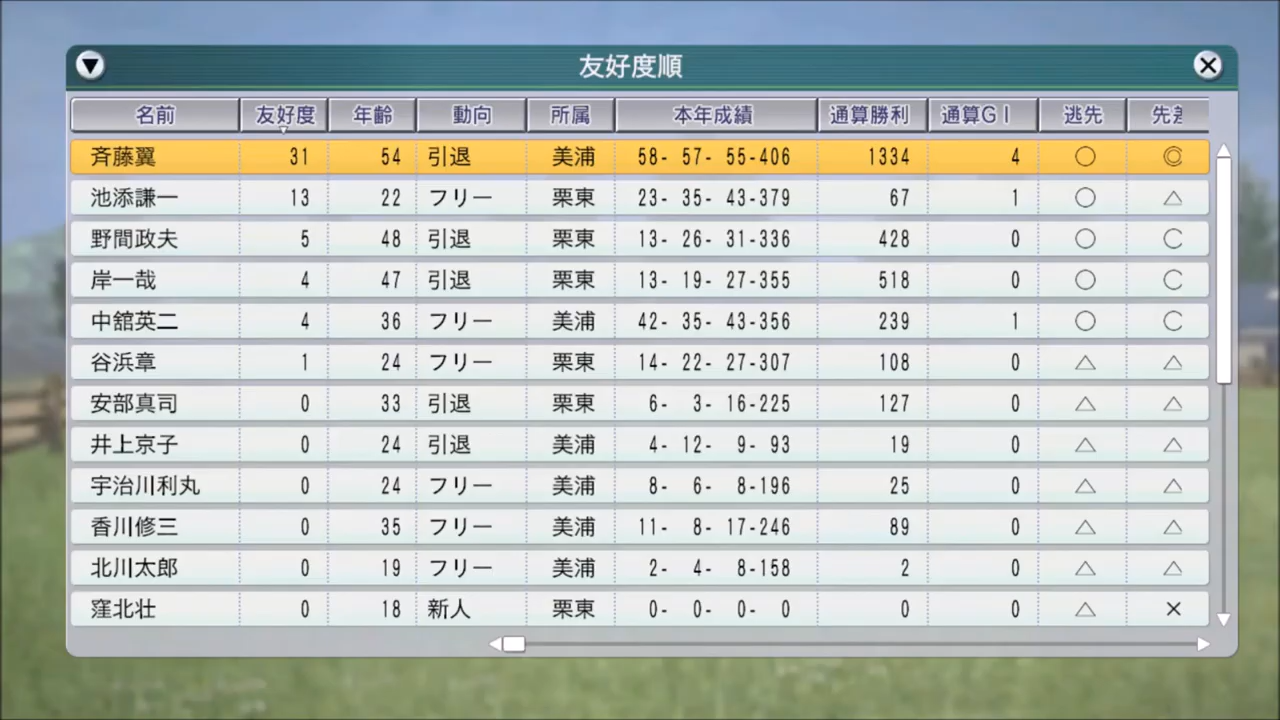 友好度順
名前 友好度 年齢 動向 所属 本年成績 通算勝利 通算GⅠ 逃先 先差
斉藤翼 31 54 引退 美浦 58- 57- 55-406 1334 4 ○ ◎
池添謙一 13 22 フリー 栗東 23- 35- 43-379 67 1 ○ △
野間政夫 5 48 引退 栗東 13- 26- 31-336 428 0 ○ ○
岸一哉 4 47 引退 栗東 13- 19- 27-355 518 0 ○ ○
中舘英二 4 36 フリー 美浦 42- 35- 43-356 239 1 ○ ○
谷浜章 1 24 フリー 栗東 14- 22- 27-307 108 0 △ △
安部真司 0 33 引退 栗東 6- 3- 16-225 127 0 △ △
井上京子 0 24 引退 美浦 4- 12- 9- 93 19 0 △ △
宇治川利丸 0 24 フリー 美浦 8- 6- 8-196 25 0 △ △
香川修三 0 35 フリー 美浦 11- 8- 17-246 89 0 △ △
北川太郎 0 19 フリー 美浦 2- 4- 8-158 2 0 △ △
窪北壮 0 18 新人 栗東 0- 0- 0- 0 0 0 △ ×